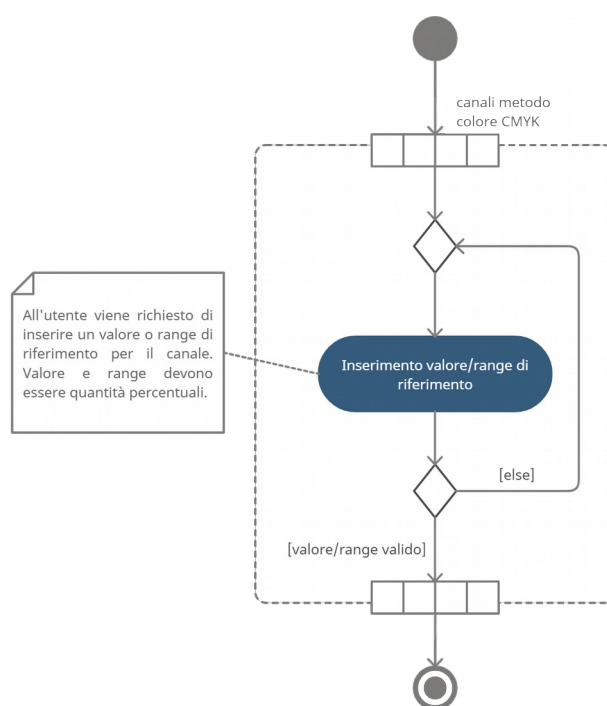 canali metodo
colore CMYK
All'utente viene richiesto di
inserire un valore o range di
riferimento per il canale.
Valore e range devono
essere quantità percentuali.
Inserimento valore/range di
riferimento
[else]
[valore/range valido]